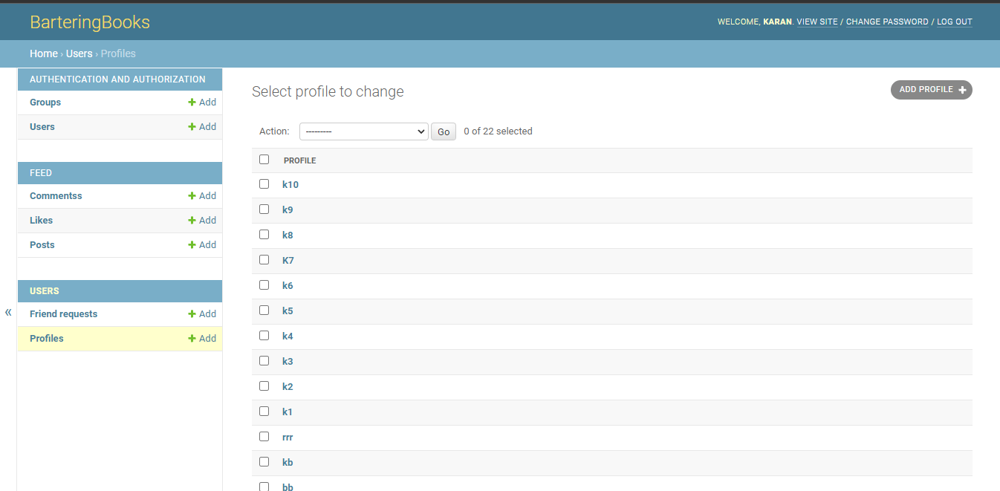 BarteringBooks
WELCOME, KARAN. VIEW SITE / CHANGE PASSWORD / LOG OUT
Home › Users › Profiles
AUTHENTICATION AND AUTHORIZATION
Groups + Add
Users + Add
FEED
Commentss + Add
Likes + Add
Posts + Add
USERS
Friend requests + Add
Profiles + Add
«
Select profile to change
ADD PROFILE +
Action: --------- Go 0 of 22 selected
PROFILE
k10
k9
k8
K7
k6
k5
k4
k3
k2
k1
rrr
kb
bb